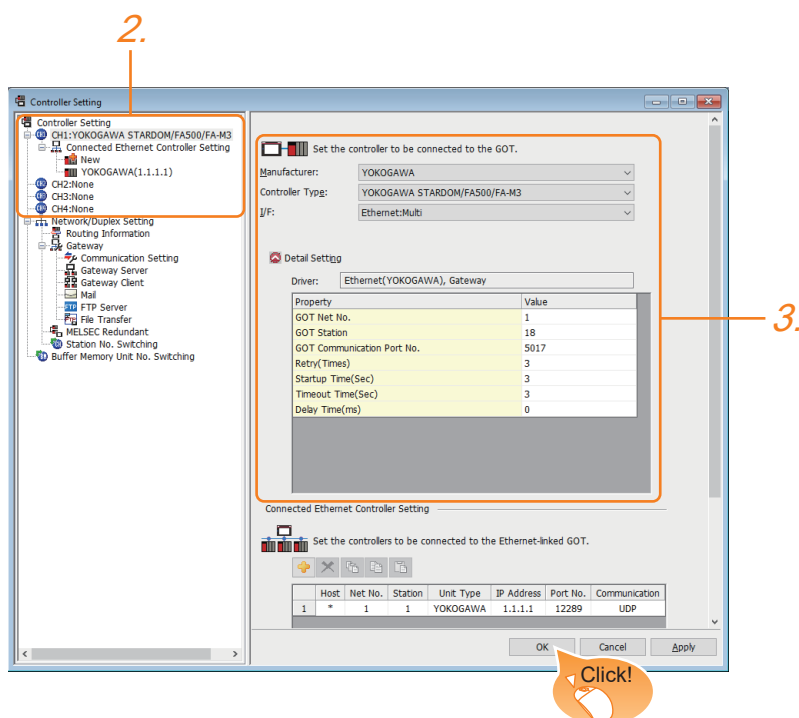 2.
Controller Setting
Controller Setting
CH1:YOKOGAWA STARDOM/FA500/FA-M3
Connected Ethernet Controller Setting
New
YOKOGAWA(1.1.1.1)
CH2:None
CH3:None
CH4:None
Network/Duplex Setting
Routing Information
Gateway
Communication Setting
Gateway Server
Gateway Client
Mail
FTP Server
File Transfer
MELSEC Redundant
Station No. Switching
Buffer Memory Unit No. Switching
Set the controller to be connected to the GOT.
Manufacturer: YOKOGAWA
Controller Type: YOKOGAWA STARDOM/FA500/FA-M3
I/F: Ethernet:Multi
Detail Setting
Driver: Ethernet(YOKOGAWA), Gateway
Property Value
GOT Net No. 1
GOT Station 18
GOT Communication Port No. 5017
Retry(Times) 3
Startup Time(Sec) 3
Timeout Time(Sec) 3
Delay Time(ms) 0
3.
Connected Ethernet Controller Setting
Set the controllers to be connected to the Ethernet-linked GOT.
Host Net No. Station Unit Type IP Address Port No. Communication
1 * 1 1 YOKOGAWA 1.1.1.1 12289 UDP
OK Cancel Apply
Click!